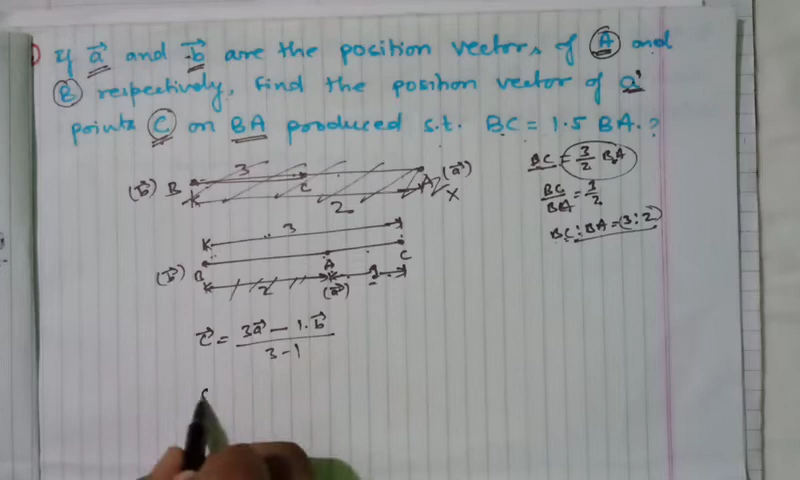 If a⃗ and b⃗ are the position vectors of A and
B respectively, find the position vector of a
points C on BA produced s.t. BC = 1.5 BA. ?
3
(b⃗) B C A (a⃗)
2 X
BC = 3/2 BA
BC/BA = 3/2
BC : BA = (3 : 2)
3
(b⃗) B A C
2 (a⃗) 1
c⃗ = (3a⃗ - 1.b⃗)/(3 - 1)